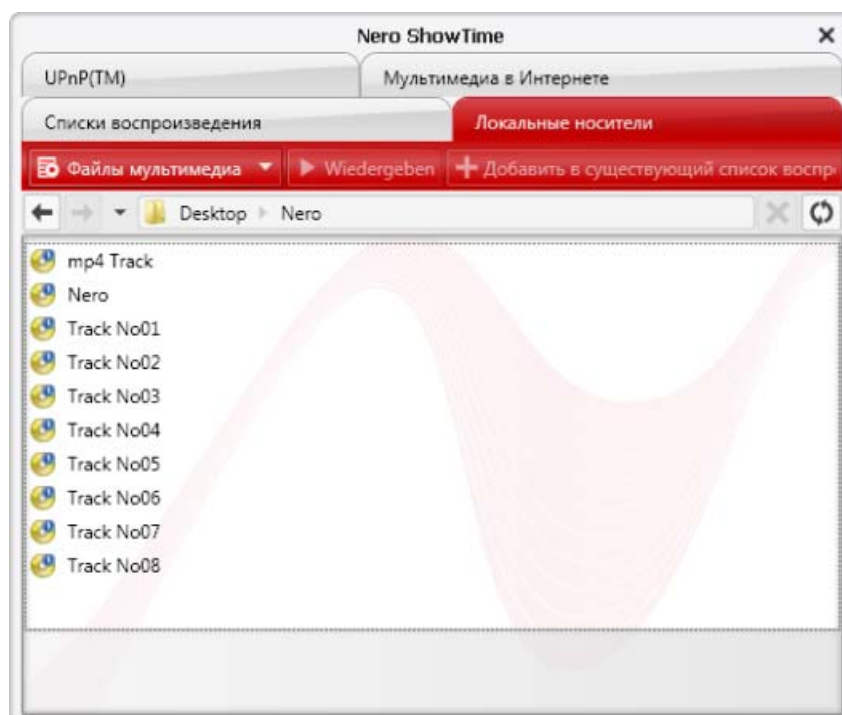 Nero ShowTime
UPnP(TM) Мультимедиа в Интернете
Списки воспроизведения Локальные носители
Файлы мультимедиа Wiedergeben Добавить в существующий список
Desktop Nero
mp4 Track
Nero
Track No01
Track No02
Track No03
Track No04
Track No05
Track No06
Track No07
Track No08